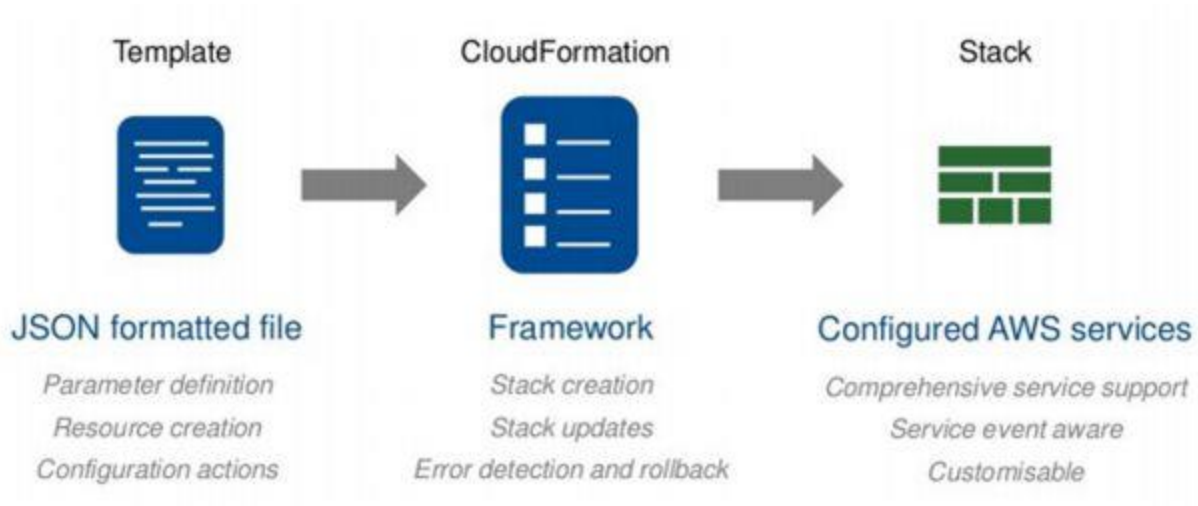 Template
CloudFormation
Stack
JSON formatted file
Framework
Configured AWS services
Parameter definition
Resource creation
Configuration actions
Stack creation
Stack updates
Error detection and rollback
Comprehensive service support
Service event aware
Customisable